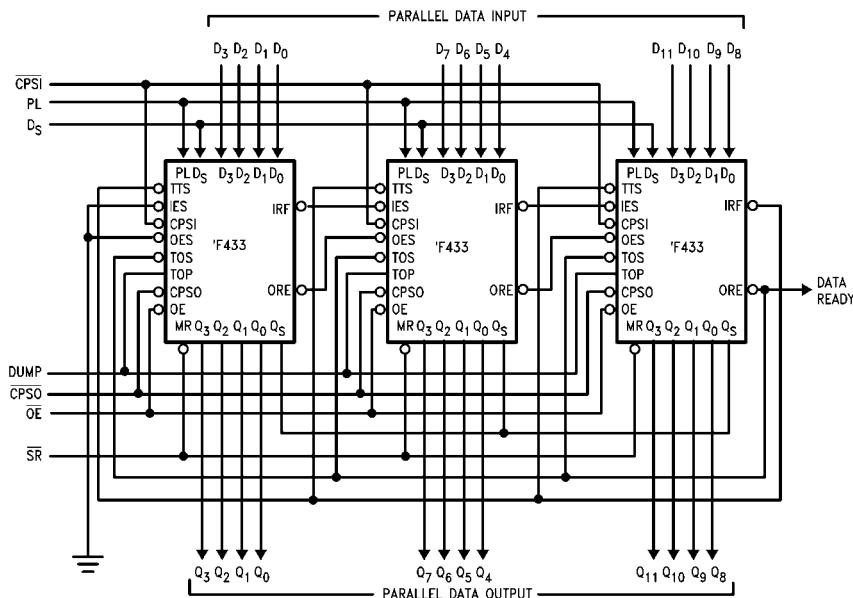 PARALLEL DATA INPUT
D3 D2 D1 D0 D7 D6 D5 D4 D11 D10 D9 D8
C̅P̅S̅I̅
PL
DS
PL DS D3 D2 D1 D0
TTS
IES
CPSI
OES
TOS
TOP
CPSO
OE
IRF
'F433
ORE
MR Q3 Q2 Q1 Q0 QS
PL DS D3 D2 D1 D0
TTS
IES
CPSI
OES
TOS
TOP
CPSO
OE
IRF
'F433
ORE
MR Q3 Q2 Q1 Q0 QS
PL DS D3 D2 D1 D0
TTS
IES
CPSI
OES
TOS
TOP
CPSO
OE
IRF
'F433
ORE
MR Q3 Q2 Q1 Q0 QS
DATA
READY
DUMP
C̅P̅S̅O̅
O̅E̅
S̅R̅
Q3 Q2 Q1 Q0 Q7 Q6 Q5 Q4 Q11 Q10 Q9 Q8
PARALLEL DATA OUTPUT